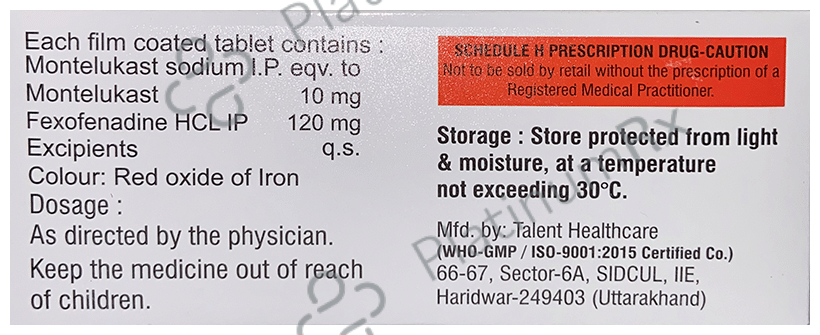 Each film coated tablet contains :
Montelukast sodium I.P. eqv. to
Montelukast 10 mg
Fexofenadine HCL IP 120 mg
Excipients q.s.
Colour: Red oxide of Iron
Dosage :
As directed by the physician.
Keep the medicine out of reach
of children.
SCHEDULE H PRESCRIPTION DRUG-CAUTION
Not to be sold by retail without the prescription of a
Registered Medical Practitioner.
Storage : Store protected from light
& moisture, at a temperature
not exceeding 30°C.
Mfd. by: Talent Healthcare
(WHO-GMP / ISO-9001:2015 Certified Co.)
66-67, Sector-6A, SIDCUL, IIE,
Haridwar-249403 (Uttarakhand)
PlatinumRx